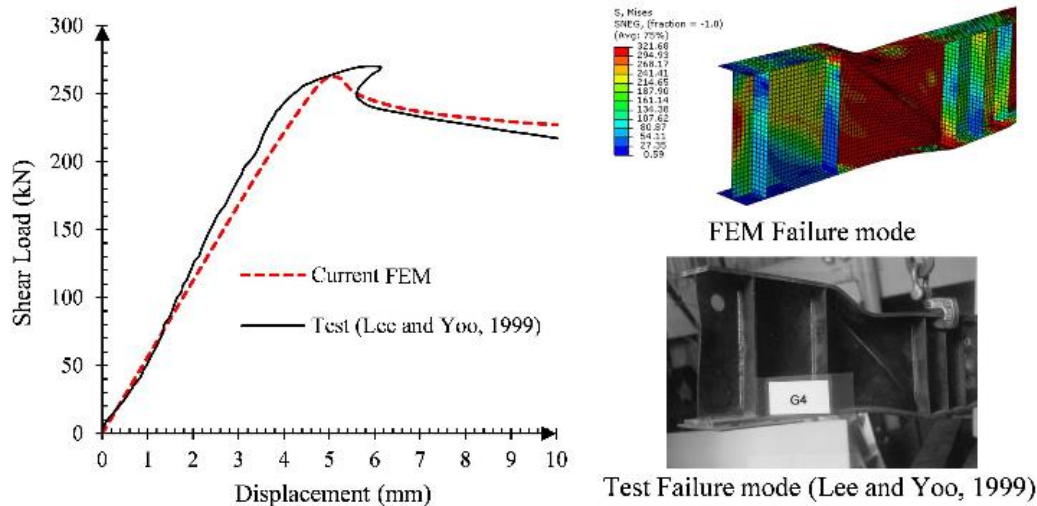 300
250
200
150
100
50
0
Shear Load (kN)
0 1 2 3 4 5 6 7 8 9 10
Displacement (mm)
Current FEM
Test (Lee and Yoo, 1999)
S, Mises
SNEG, (fraction = -1.0)
(Avg: 75%)
321.68
294.93
268.17
241.41
214.65
187.90
161.14
134.38
107.62
80.87
54.11
27.35
0.59
FEM Failure mode
G4
Test Failure mode (Lee and Yoo, 1999)